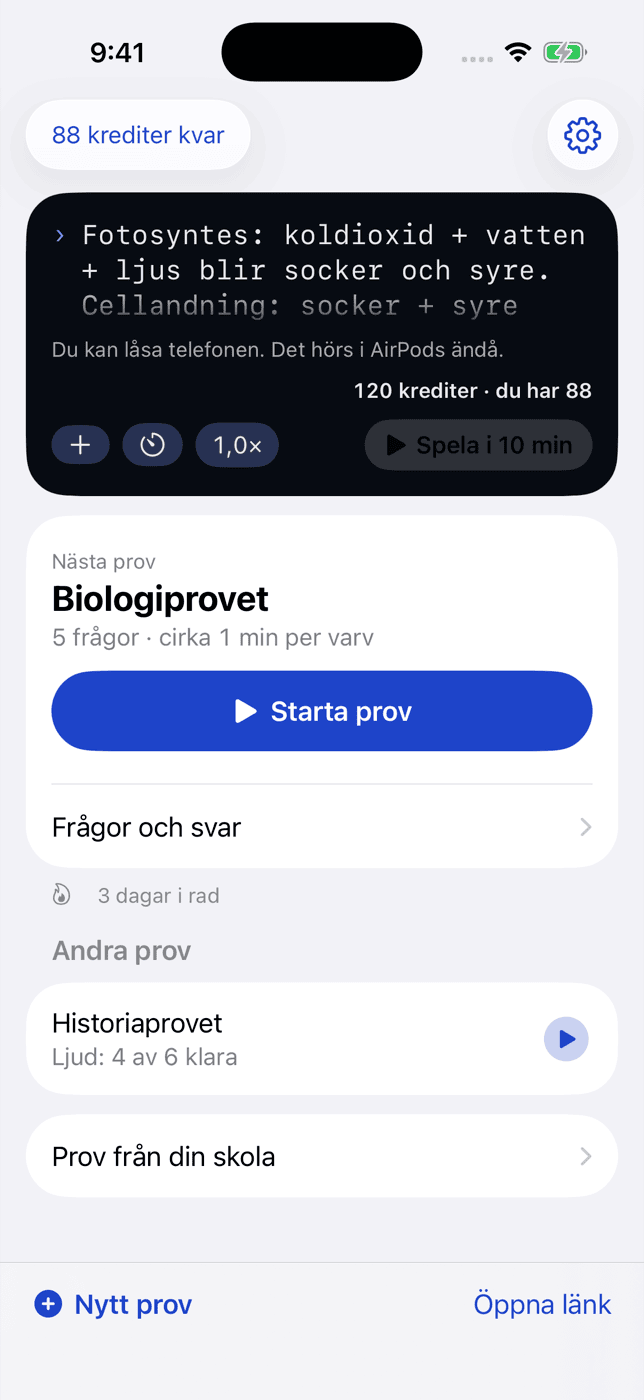 9:41
88 krediter kvar
› Fotosyntes: koldioxid + vatten
+ ljus blir socker och syre.
Cellandning: socker + syre
Du kan låsa telefonen. Det hörs i AirPods ändå.
120 krediter · du har 88
1,0×
Spela i 10 min
Nästa prov
Biologiprovet
5 frågor · cirka 1 min per varv
Starta prov
Frågor och svar
3 dagar i rad
Andra prov
Historiaprovet
Ljud: 4 av 6 klara
Prov från din skola
Nytt prov
Öppna länk